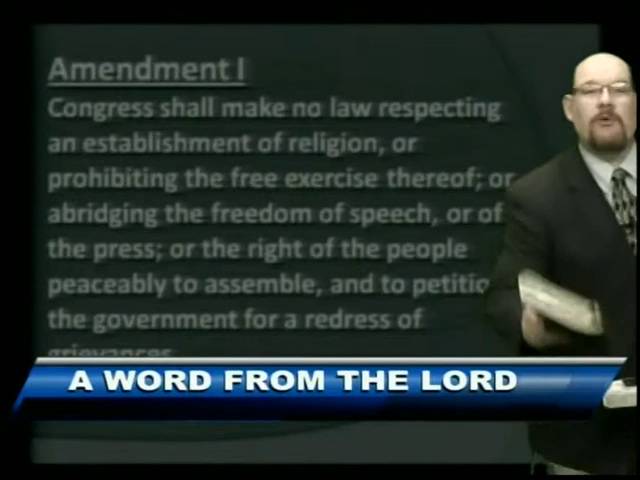 Amendment I
Congress shall make no law respecting
an establishment of religion, or
prohibiting the free exercise thereof; or
abridging the freedom of speech, or of
the press; or the right of the people
peaceably to assemble, and to petitio
the government for a redress of
grievances
A WORD FROM THE LORD